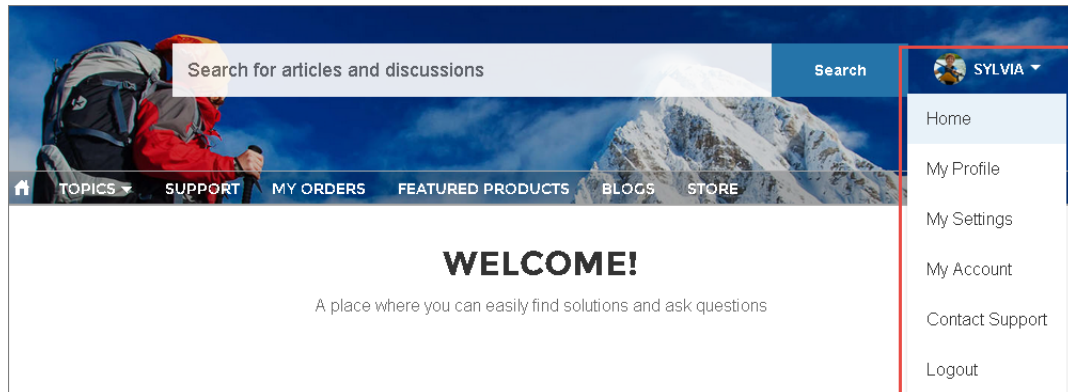 Search for articles and discussions
Search
SYLVIA
Home
My Profile
My Settings
My Account
Contact Support
Logout
TOPICS
SUPPORT
MY ORDERS
FEATURED PRODUCTS
BLOGS
STORE
WELCOME!
A place where you can easily find solutions and ask questions